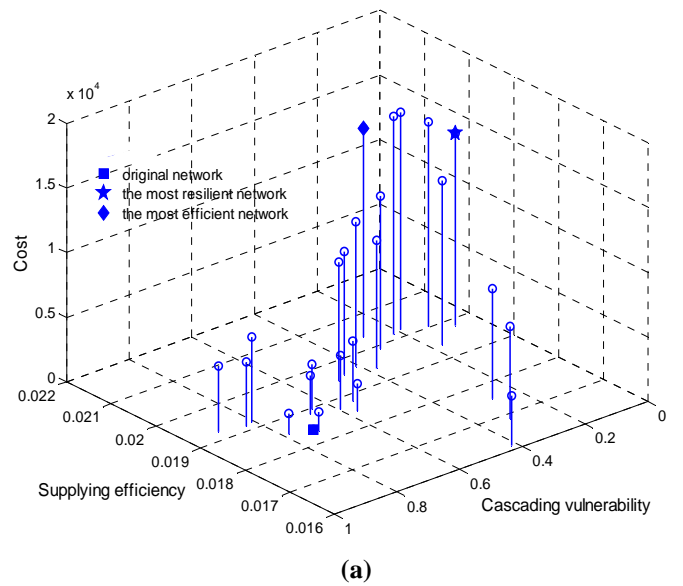 x 10^4
2
1.5
1
0.5
0
Cost
original network
the most resilient network
the most efficient network
0.022
0.021
0.02
0.019
0.018
0.017
0.016
Supplying efficiency
1
0.8
0.6
0.4
0.2
0
Cascading vulnerability
(a)